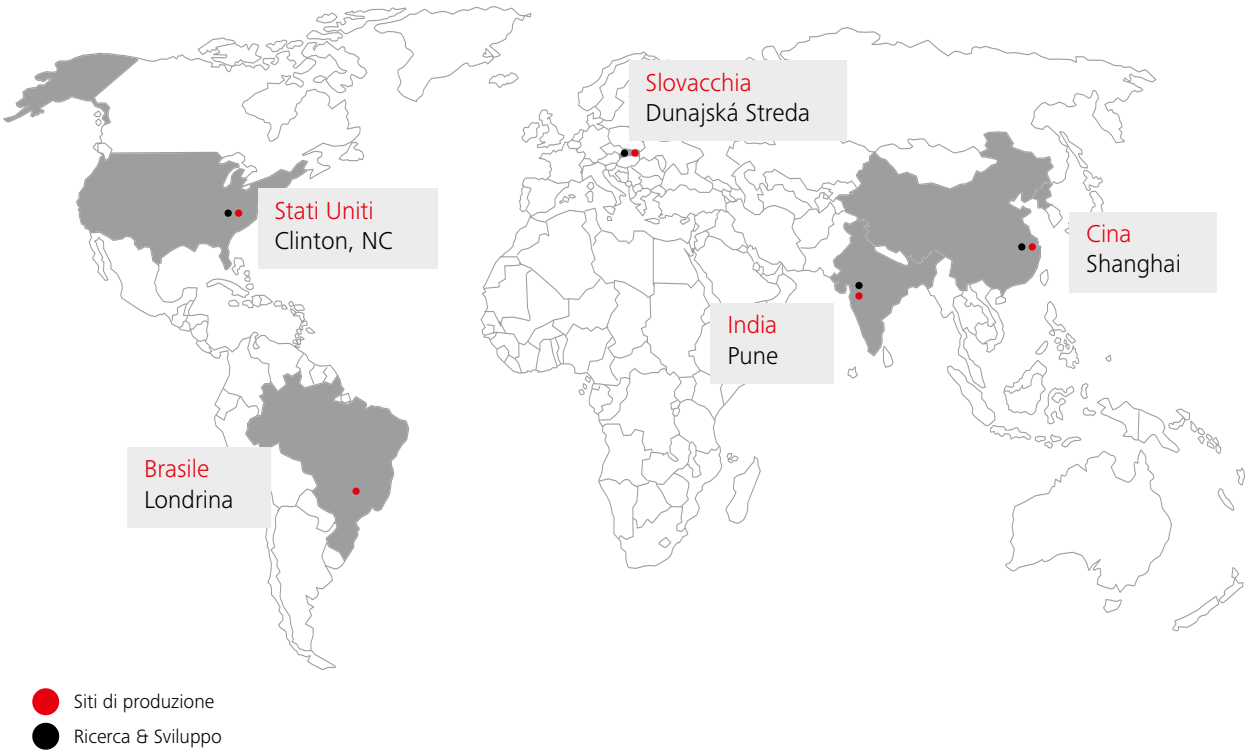 Slovacchia
Dunajská Streda
Stati Uniti
Clinton, NC
Cina
Shanghai
India
Pune
Brasile
Londrina
Siti di produzione
Ricerca & Sviluppo